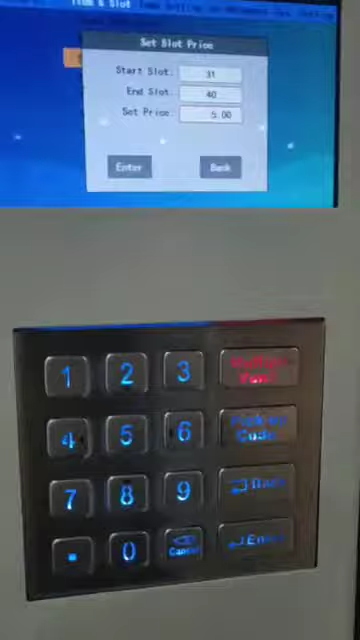 Item & Slot
Set Slot Price
Start Slot: 31
End Slot: 40
Set Price: 5.00
Enter Back
1 2 3
4 5 6
Code
7 8 9 Back
. 0 Cancel Enter